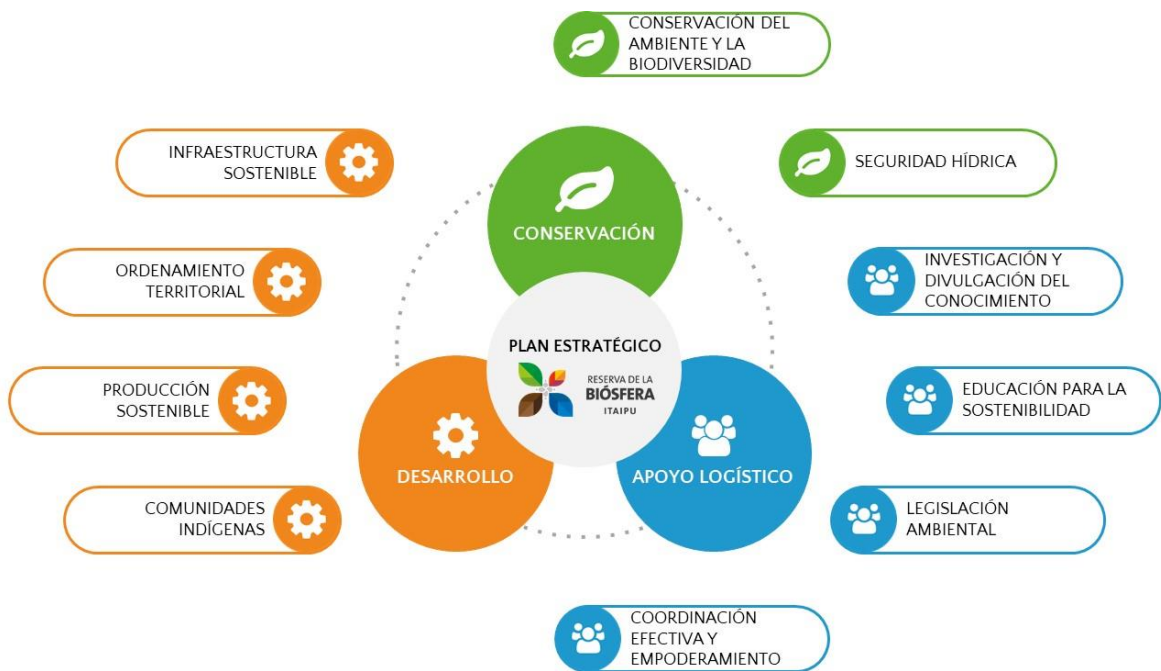 CONSERVACIÓN DEL
AMBIENTE Y LA
BIODIVERSIDAD
INFRAESTRUCTURA
SOSTENIBLE
SEGURIDAD HÍDRICA
CONSERVACIÓN
ORDENAMIENTO
TERRITORIAL
INVESTIGACIÓN Y
DIVULGACIÓN DEL
CONOCIMIENTO
PLAN ESTRATÉGICO
RESERVA DE LA
BIÓSFERA
ITAIPU
PRODUCCIÓN
SOSTENIBLE
EDUCACIÓN PARA LA
SOSTENIBILIDAD
DESARROLLO
APOYO LOGÍSTICO
COMUNIDADES
INDÍGENAS
LEGISLACIÓN
AMBIENTAL
COORDINACIÓN
EFECTIVA Y
EMPODERAMIENTO